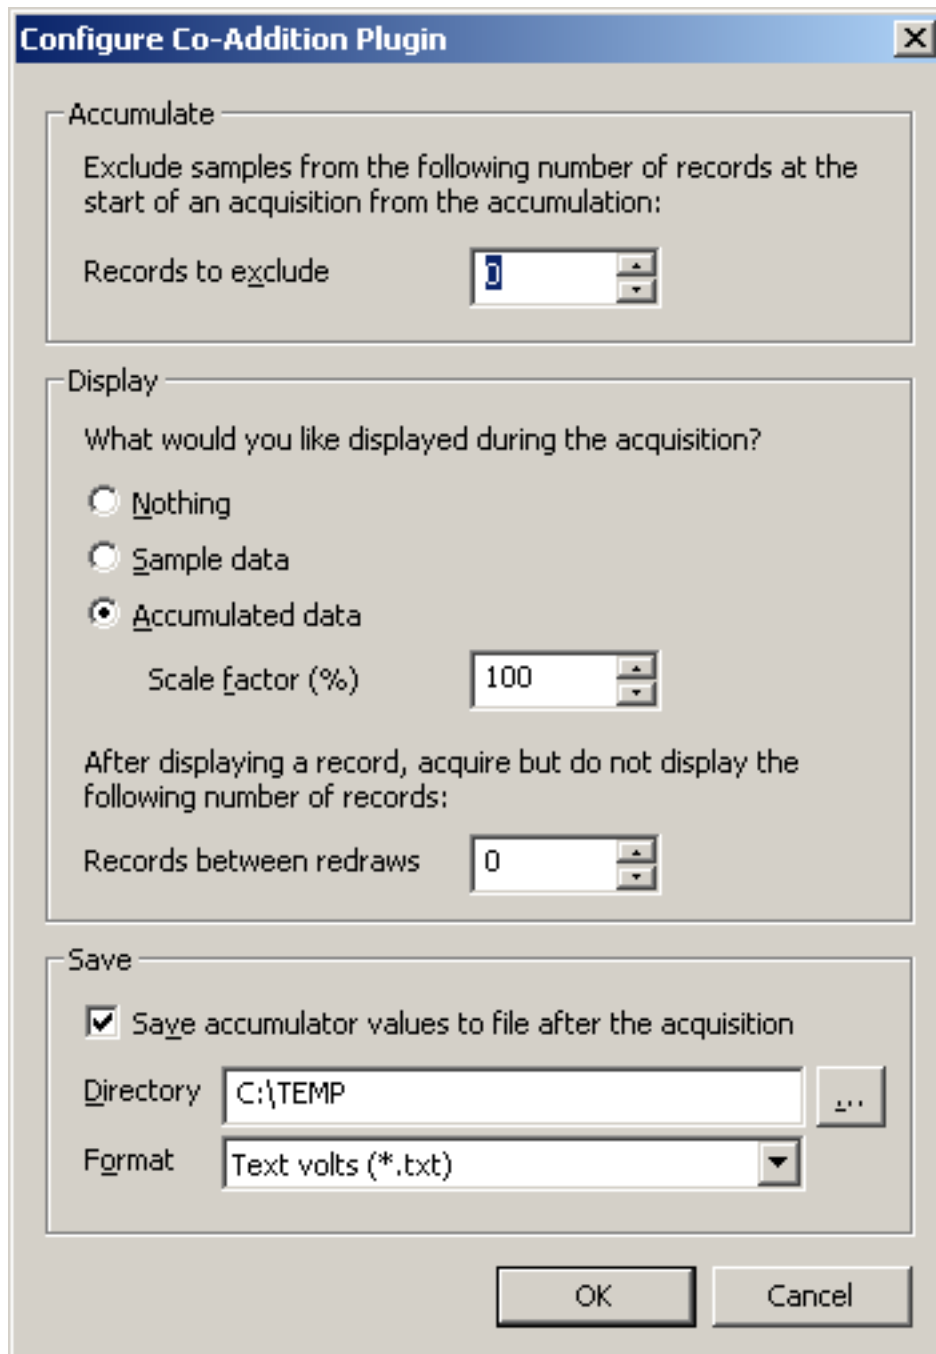 Configure Co-Addition Plugin
Accumulate
Exclude samples from the following number of records at the
start of an acquisition from the accumulation:
Records to exclude 0
Display
What would you like displayed during the acquisition?
Nothing
Sample data
Accumulated data
Scale factor (%) 100
After displaying a record, acquire but do not display the
following number of records:
Records between redraws 0
Save
Save accumulator values to file after the acquisition
Directory C:\TEMP ...
Format Text volts (*.txt)
OK Cancel